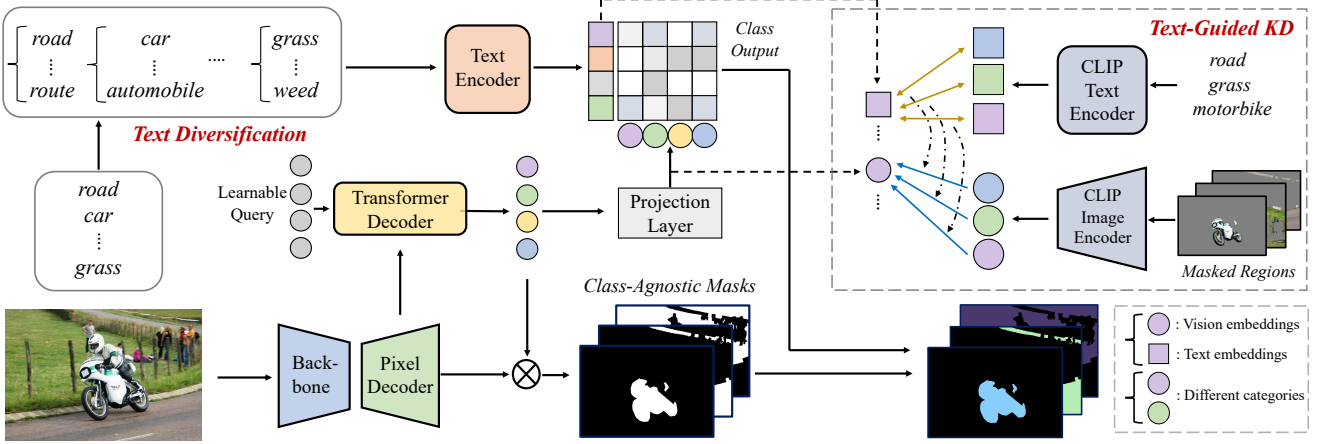 road
⋮
route
car
⋮
automobile
....
grass
⋮
weed
Text Diversification
road
car
⋮
grass
Text
Encoder
Class
Output
Learnable
Query
Transformer
Decoder
Projection
Layer
Back-
bone
Pixel
Decoder
Class-Agnostic Masks
Text-Guided KD
CLIP
Text
Encoder
road
grass
motorbike
CLIP
Image
Encoder
Masked Regions
: Vision embeddings
: Text embeddings
: Different categories